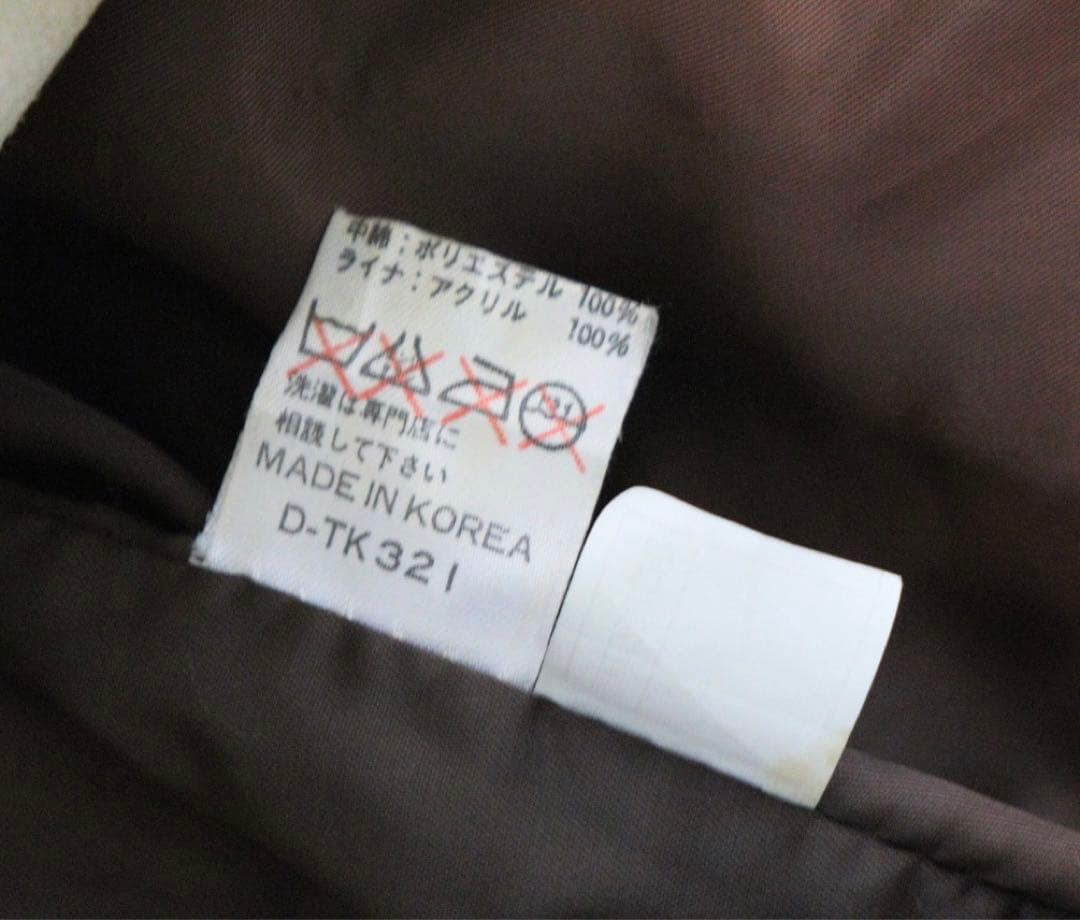 中綿：ポリエステル 100%
ライナ：アクリル 100%
洗濯は専門店に
相談して下さい
MADE IN KOREA
D-TK321